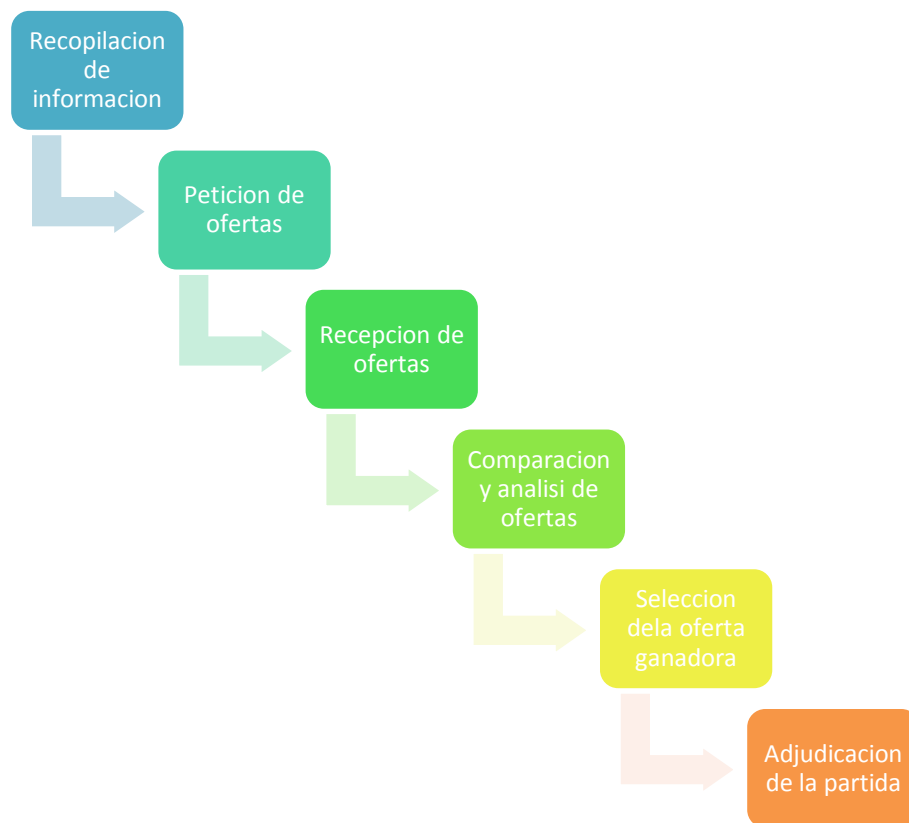 Recopilacion
de
informacion
Peticion de
ofertas
Recepcion de
ofertas
Comparacion
y analisi de
ofertas
Seleccion
dela oferta
ganadora
Adjudicacion
de la partida